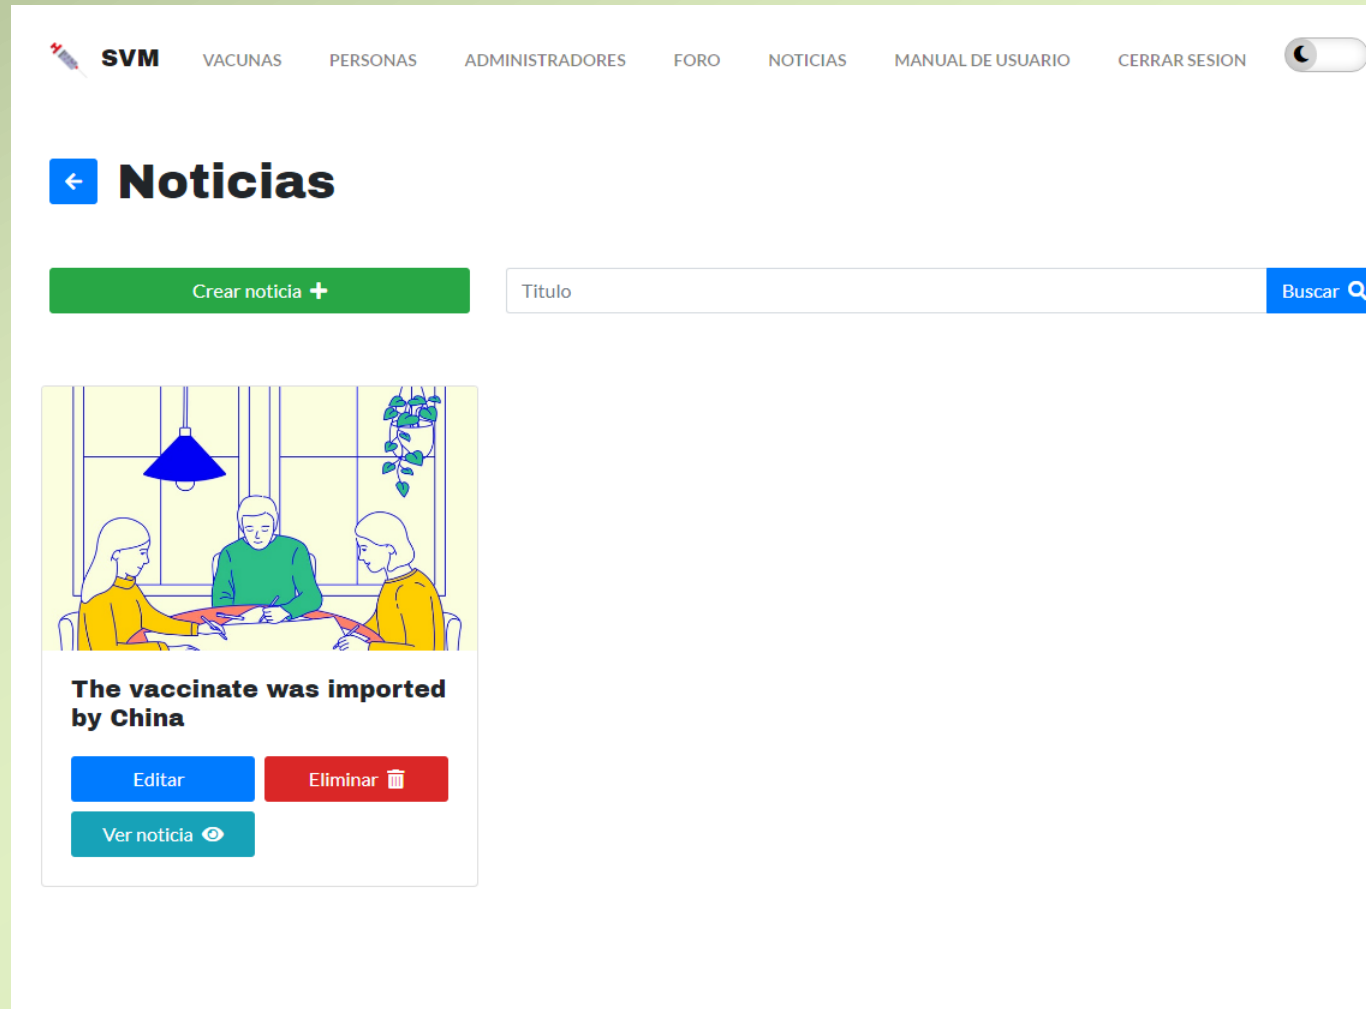 SVM VACUNAS PERSONAS ADMINISTRADORES FORO NOTICIAS MANUAL DE USUARIO CERRAR SESION
Noticias
Crear noticia Titulo Buscar
The vaccinate was imported
by China
Editar Eliminar
Ver noticia